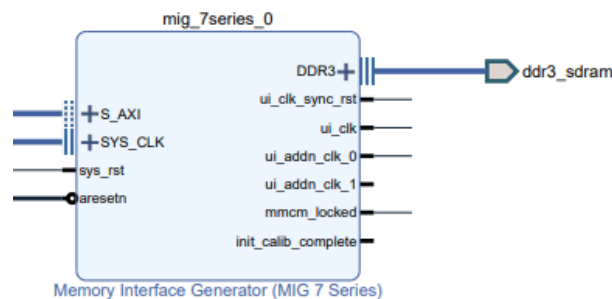 mig_7series_0
DDR3
ddr3_sdram
ui_clk_sync_rst
S_AXI
ui_clk
SYS_CLK
ui_addn_clk_0
sys_rst
ui_addn_clk_1
aresetn
mmcm_locked
init_calib_complete
Memory Interface Generator (MIG 7 Series)